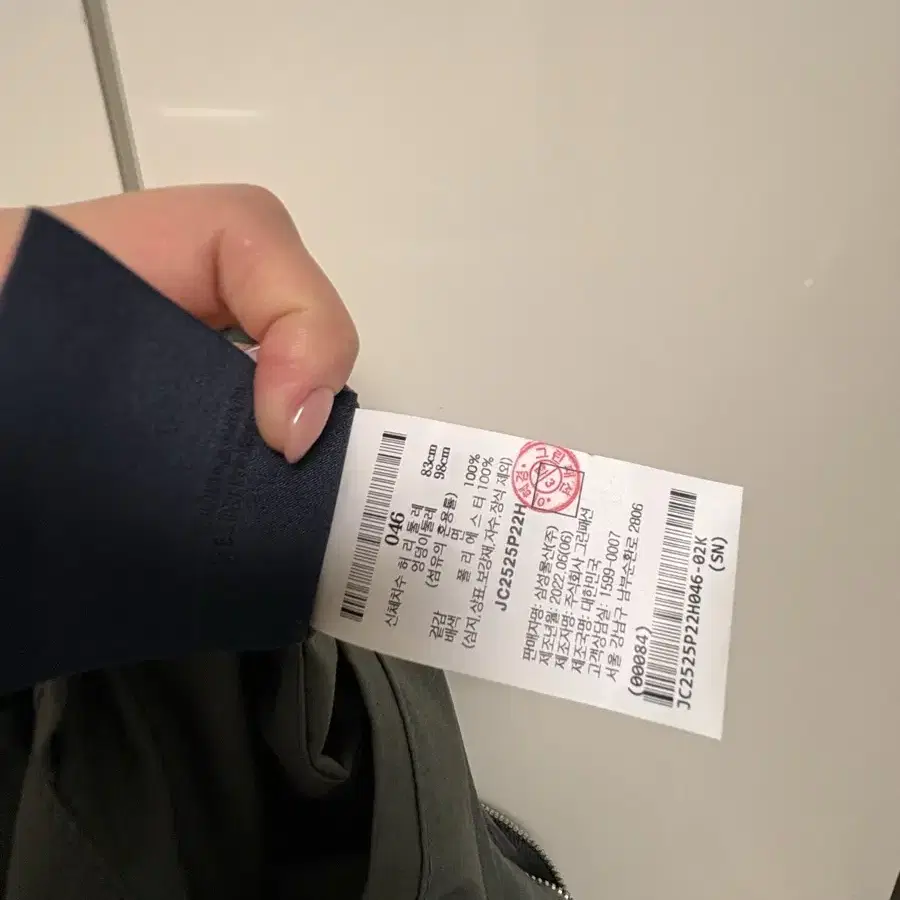 046
신체치수 허리둘레 83cm
엉덩이둘레 98cm
(섬유의 혼용률)
겉감 면 100%
배색 폴리에스터 100%
(심지,상표,보강재,자수,장식 제외)
JC2525P22H
판매자명: 삼성물산(주)
제조년월: 2022.06(06)
제조자명: 주식회사 그린패션
제조국명: 대한민국
고객상담실: 1599-0007
서울 강남구 남부순환로 2806
(00084)
JC2525P22H046-02K
(SN)